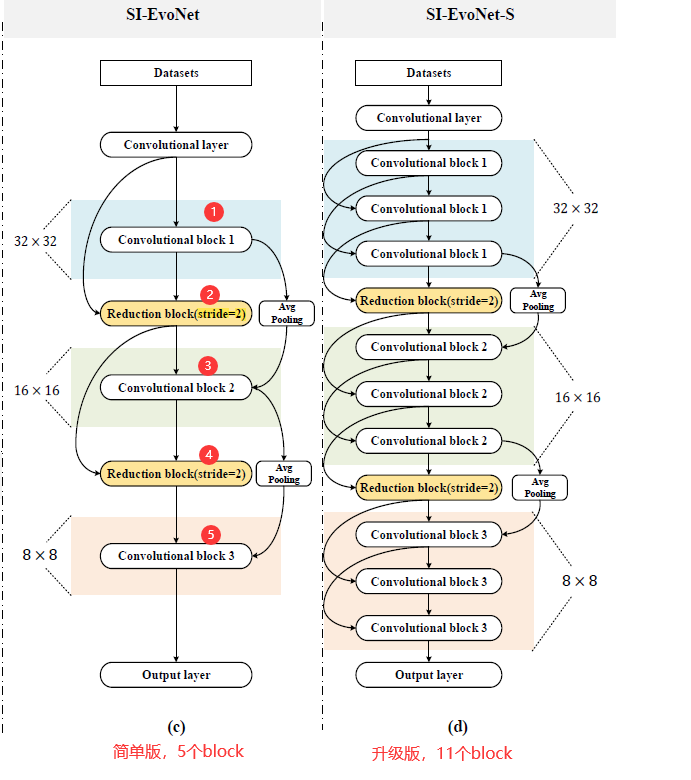 SI-EvoNet
Datasets
Convolutional layer
1
32 × 32
Convolutional block 1
2
Reduction block(stride=2)
Avg
Pooling
3
16 × 16
Convolutional block 2
4
Reduction block(stride=2)
Avg
Pooling
5
8 × 8
Convolutional block 3
Output layer
(c)
简单版，5个block
SI-EvoNet-S
Datasets
Convolutional layer
Convolutional block 1
Convolutional block 1
32 × 32
Convolutional block 1
Reduction block(stride=2)
Avg
Pooling
Convolutional block 2
Convolutional block 2
16 × 16
Convolutional block 2
Reduction block(stride=2)
Avg
Pooling
Convolutional block 3
Convolutional block 3
8 × 8
Convolutional block 3
Output layer
(d)
升级版，11个block